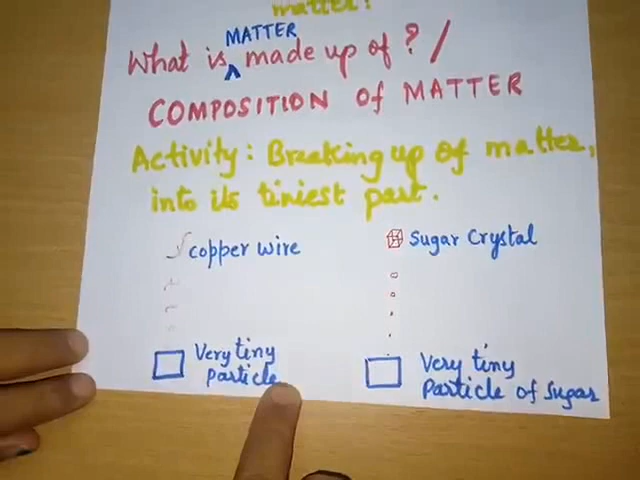 matter?
What is MATTER made up of ? /
COMPOSITION of MATTER
Activity : Breaking up of matter,
into its tiniest part.
copper wire
Sugar Crystal
Very tiny
particle
Very tiny
Particle of Sugar